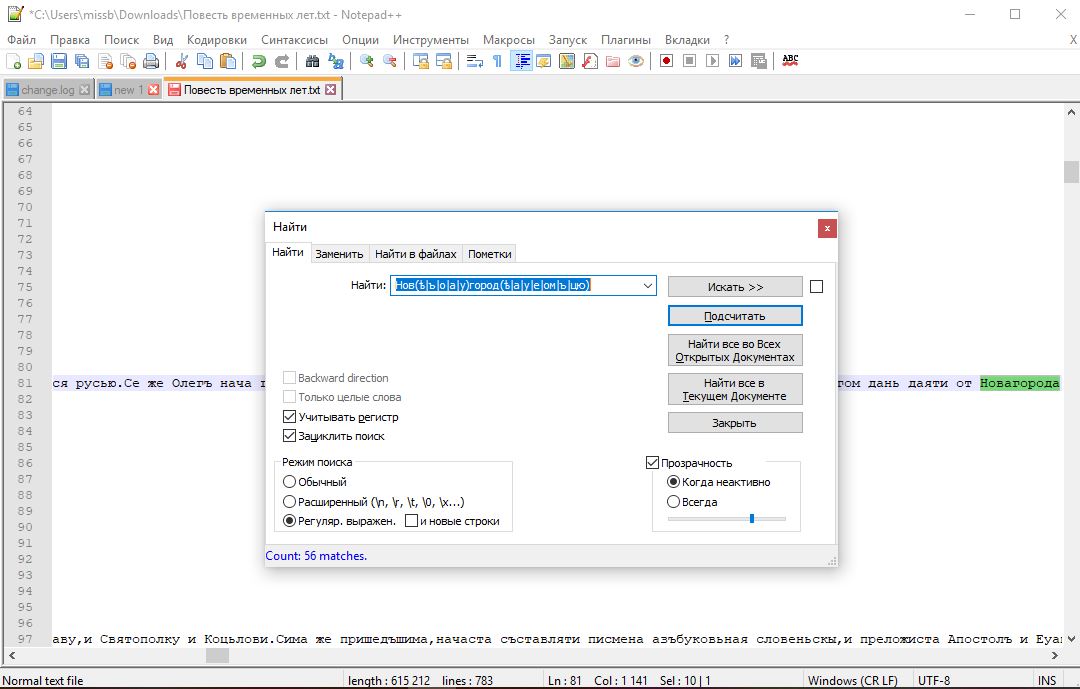 *C:\Users\missb\Downloads\Повесть временных лет.txt - Notepad++
Файл Правка Поиск Вид Кодировки Синтаксисы Опции Инструменты Макросы Запуск Плагины Вкладки ? X
ABC
change.log new 1 Повесть временных лет.txt
64
65
66
67
68
69
70
71
72
73
74
75
76
77
78
79
80
81 ся русью.Се же Олегъ нача г том дань даяти от Новагорода
82
83
84
85
86
87
88
89
90
91
92
93
94
95
96
97 аву,и Святополку и Коцьлови.Сима же пришедъшима,начаста съставляти писмена азъбуковьная словеньскы,и преложиста Апостолъ и Еуа
Найти
x
Найти Заменить Найти в файлах Пометки
Найти: Нов(ѣ|ъ|о|а|у)город(ѣ|а|у|е|ом|ъ|цю)
Искать >>
Подсчитать
Найти все во Всех
Открытых Документах
Найти все в
Текущем Документе
Закрыть
Backward direction
Только целые слова
Учитывать регистр
Зациклить поиск
Режим поиска
Обычный
Расширенный (\n, \r, \t, \0, \x...)
Регуляр. выражен. и новые строки
Прозрачность
Когда неактивно
Всегда
Count: 56 matches.
Normal text file length : 615 212 lines : 783 Ln : 81 Col : 1 141 Sel : 10 | 1 Windows (CR LF) UTF-8 INS